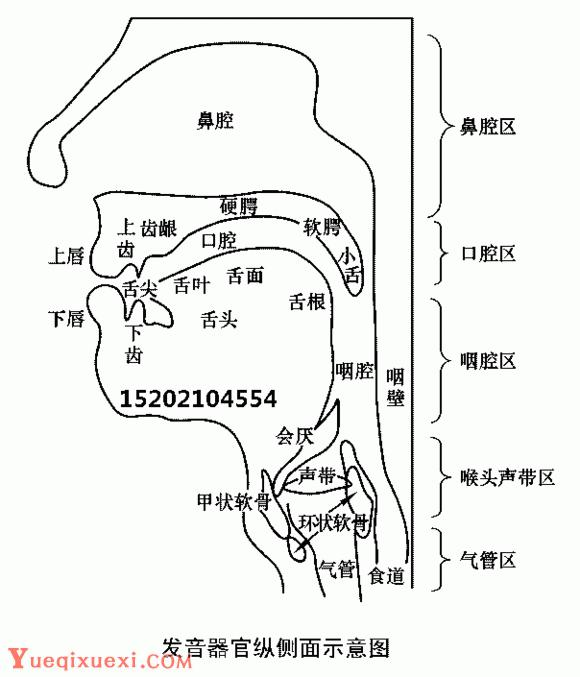 鼻腔
鼻腔区
硬腭
上齿
齿龈
软腭
口腔
小舌
口腔区
上唇
舌尖
舌叶
舌面
舌根
下唇
舌头
下齿
咽腔
咽壁
咽腔区
15202104554
会厌
声带
喉头声带区
甲状软骨
环状软骨
气管
食道
气管区
发音器官纵侧面示意图
Yueqixuexi.com